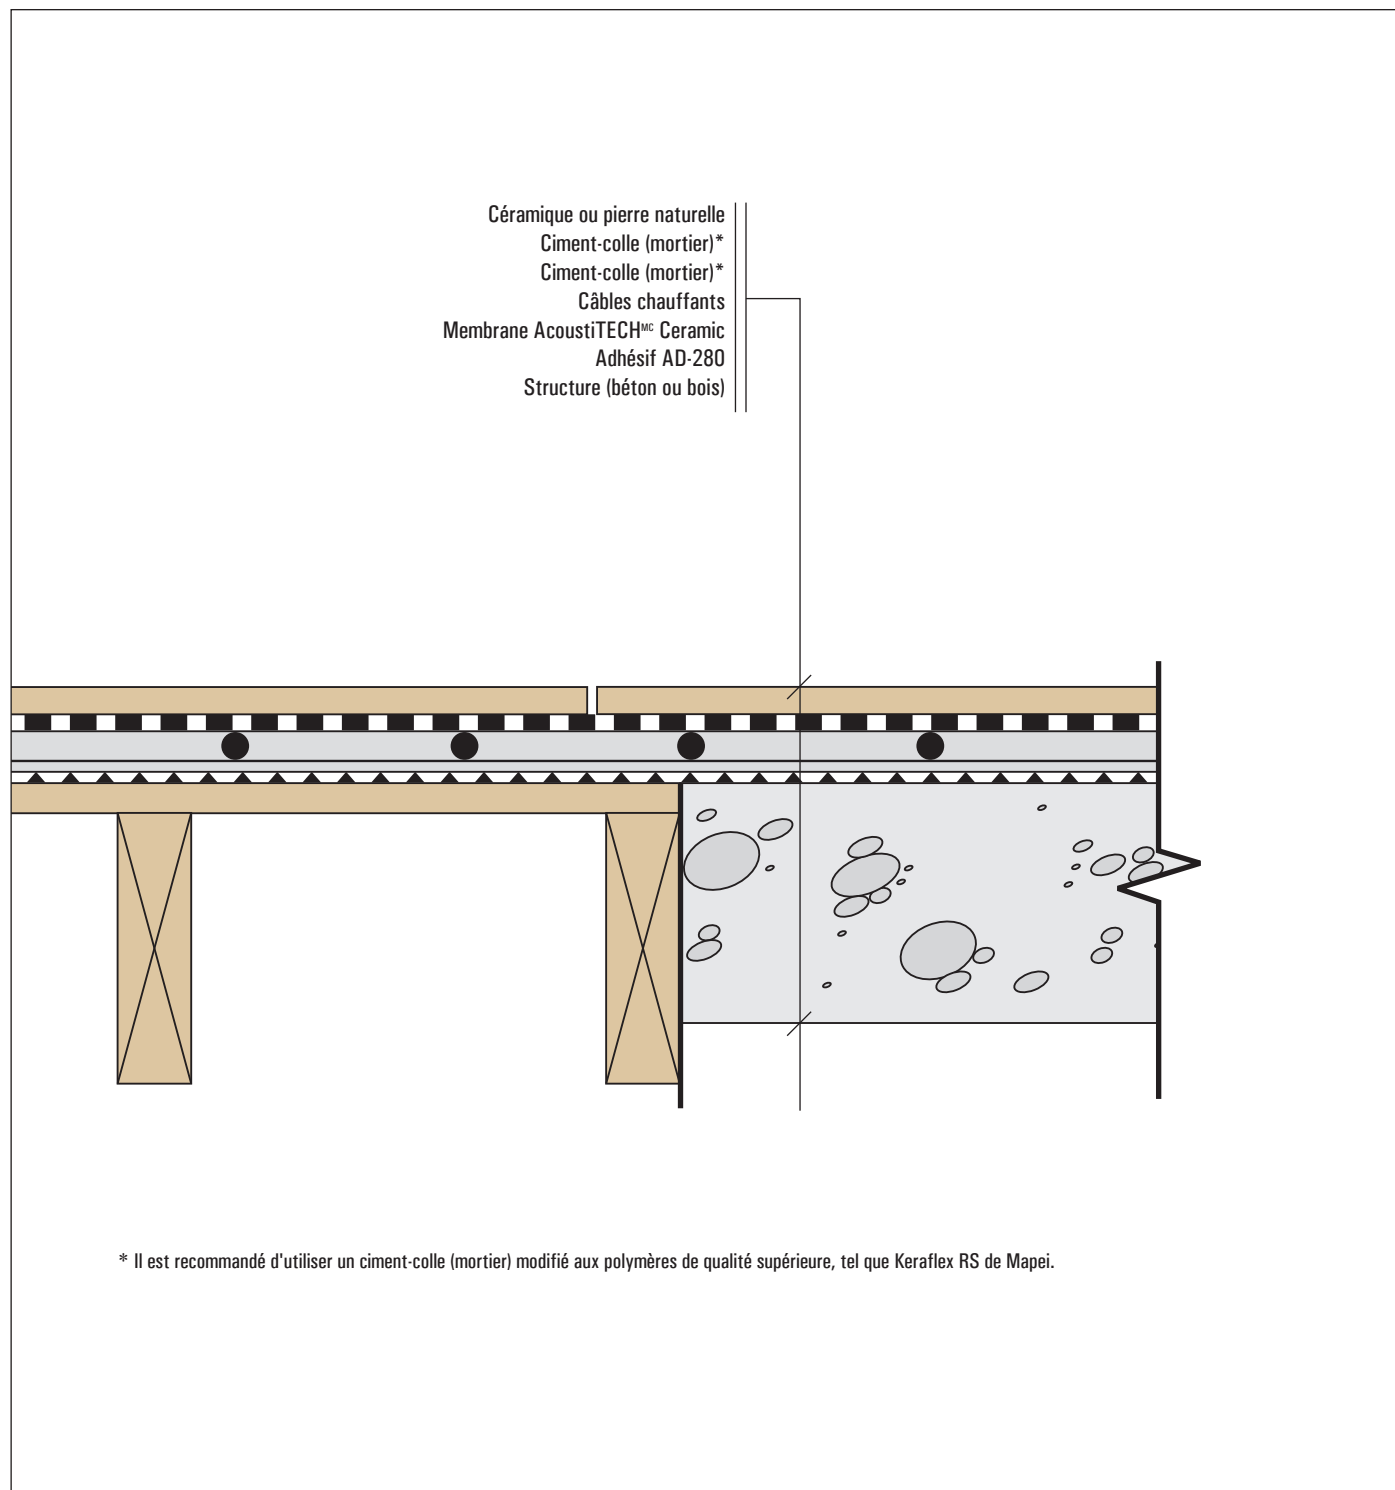 Céramique ou pierre naturelle
Ciment-colle (mortier)*
Ciment-colle (mortier)*
Câbles chauffants
Membrane AcoustiTECH MC Ceramic
Adhésif AD-280
Structure (béton ou bois)
* Il est recommandé d'utiliser un ciment-colle (mortier) modifié aux polymères de qualité supérieure, tel que Keraflex RS de Mapei.